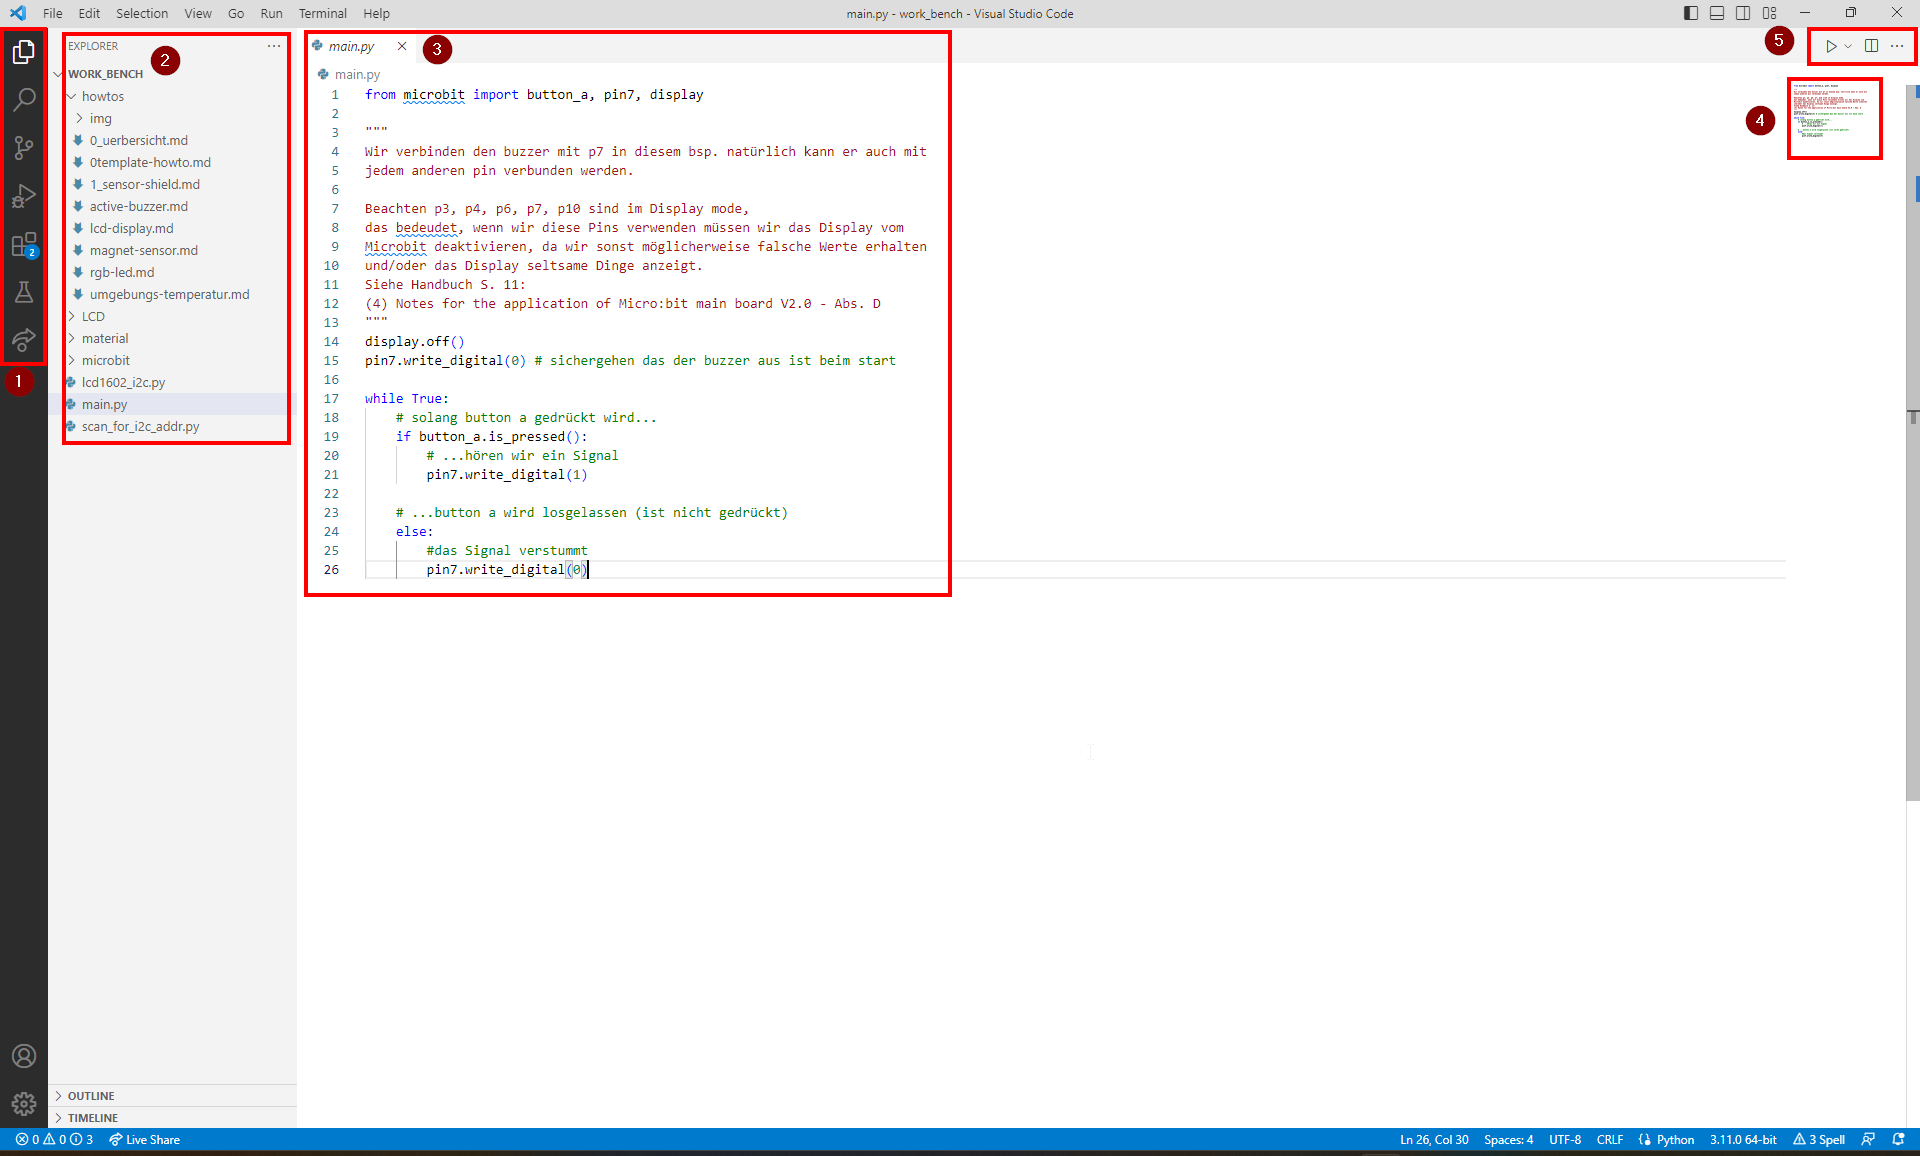 File Edit Selection View Go Run Terminal Help
main.py - work_bench - Visual Studio Code
EXPLORER
2
WORK_BENCH
howtos
img
0_uerbersicht.md
0template-howto.md
1_sensor-shield.md
active-buzzer.md
lcd-display.md
magnet-sensor.md
rgb-led.md
umgebungs-temperatur.md
LCD
material
microbit
lcd1602_i2c.py
main.py
scan_for_i2c_addr.py
2
1
OUTLINE
TIMELINE
main.py
3
main.py
1 from microbit import button_a, pin7, display
2
3 """
4 Wir verbinden den buzzer mit p7 in diesem bsp. natürlich kann er auch mit
5 jedem anderen pin verbunden werden.
6
7 Beachten p3, p4, p6, p7, p10 sind im Display mode,
8 das bedeudet, wenn wir diese Pins verwenden müssen wir das Display vom
9 Microbit deaktivieren, da wir sonst möglicherweise falsche Werte erhalten
10 und/oder das Display seltsame Dinge anzeigt.
11 Siehe Handbuch S. 11:
12 (4) Notes for the application of Micro:bit main board V2.0 - Abs. D
13 """
14 display.off()
15 pin7.write_digital(0) # sichergehen das der buzzer aus ist beim start
16
17 while True:
18 # solang button a gedrückt wird...
19 if button_a.is_pressed():
20 # ...hören wir ein Signal
21 pin7.write_digital(1)
22
23 # ...button a wird losgelassen (ist nicht gedrückt)
24 else:
25 #das Signal verstummt
26 pin7.write_digital(0)
5
4
0 0 3 Live Share
Ln 26, Col 30 Spaces: 4 UTF-8 CRLF Python 3.11.0 64-bit 3 Spell